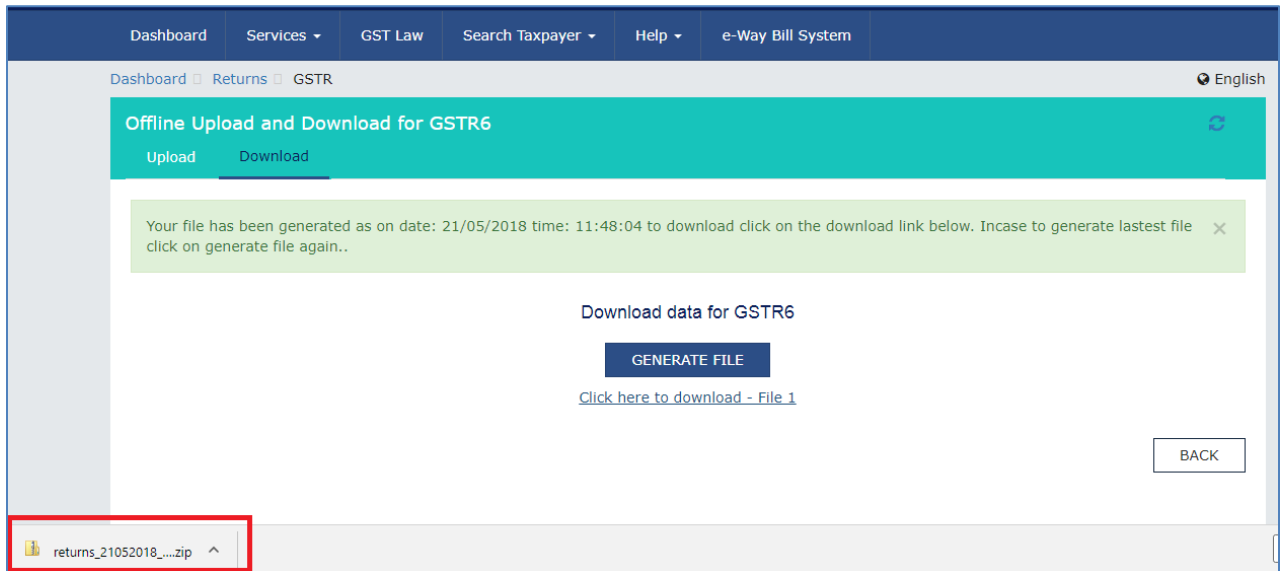 Dashboard Services GST Law Search Taxpayer Help e-Way Bill System
Dashboard Returns GSTR English
Offline Upload and Download for GSTR6
Upload Download
Your file has been generated as on date: 21/05/2018 time: 11:48:04 to download click on the download link below. Incase to generate lastest file
click on generate file again..
Download data for GSTR6
GENERATE FILE
Click here to download - File 1
BACK
returns_21052018_....zip